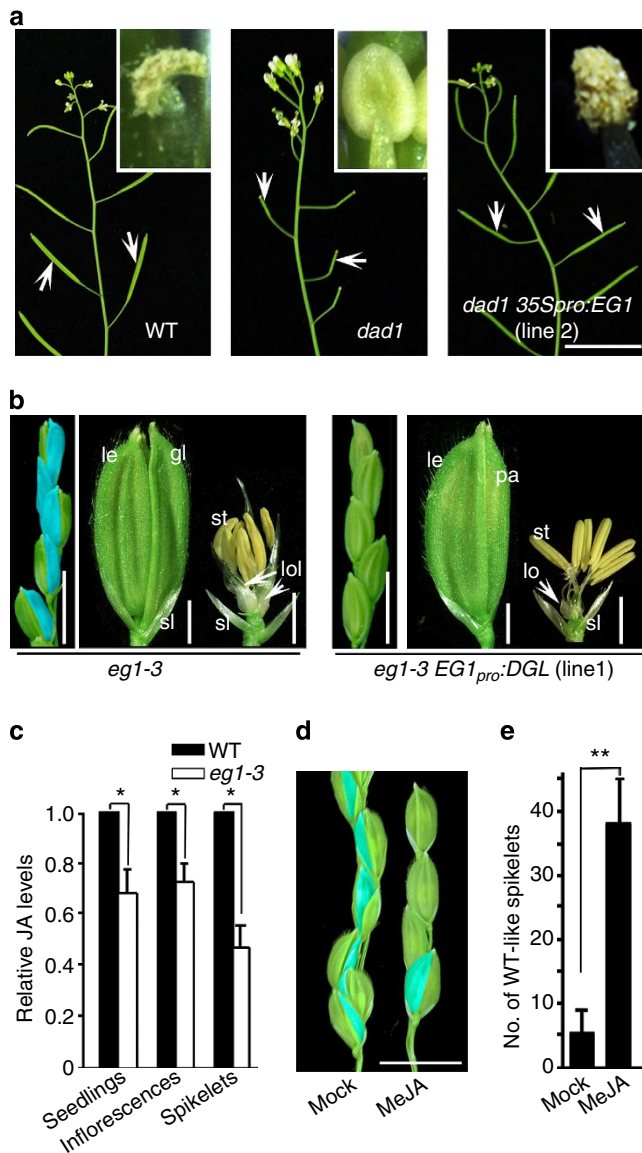 a
WT
dad1
dad1 35Spro:EG1
(line 2)
b
le
gl
st
lol
sl
sl
le
pa
st
lo
sl
eg1-3
eg1-3 EG1pro:DGL (line1)
c
WT
eg1-3
* * *
1.0
0.8
0.6
0.4
0.2
0
Relative JA levels
Seedlings
Inflorescences
Spikelets
d
Mock
MeJA
e
**
40
30
20
10
0
No. of WT-like spikelets
Mock
MeJA